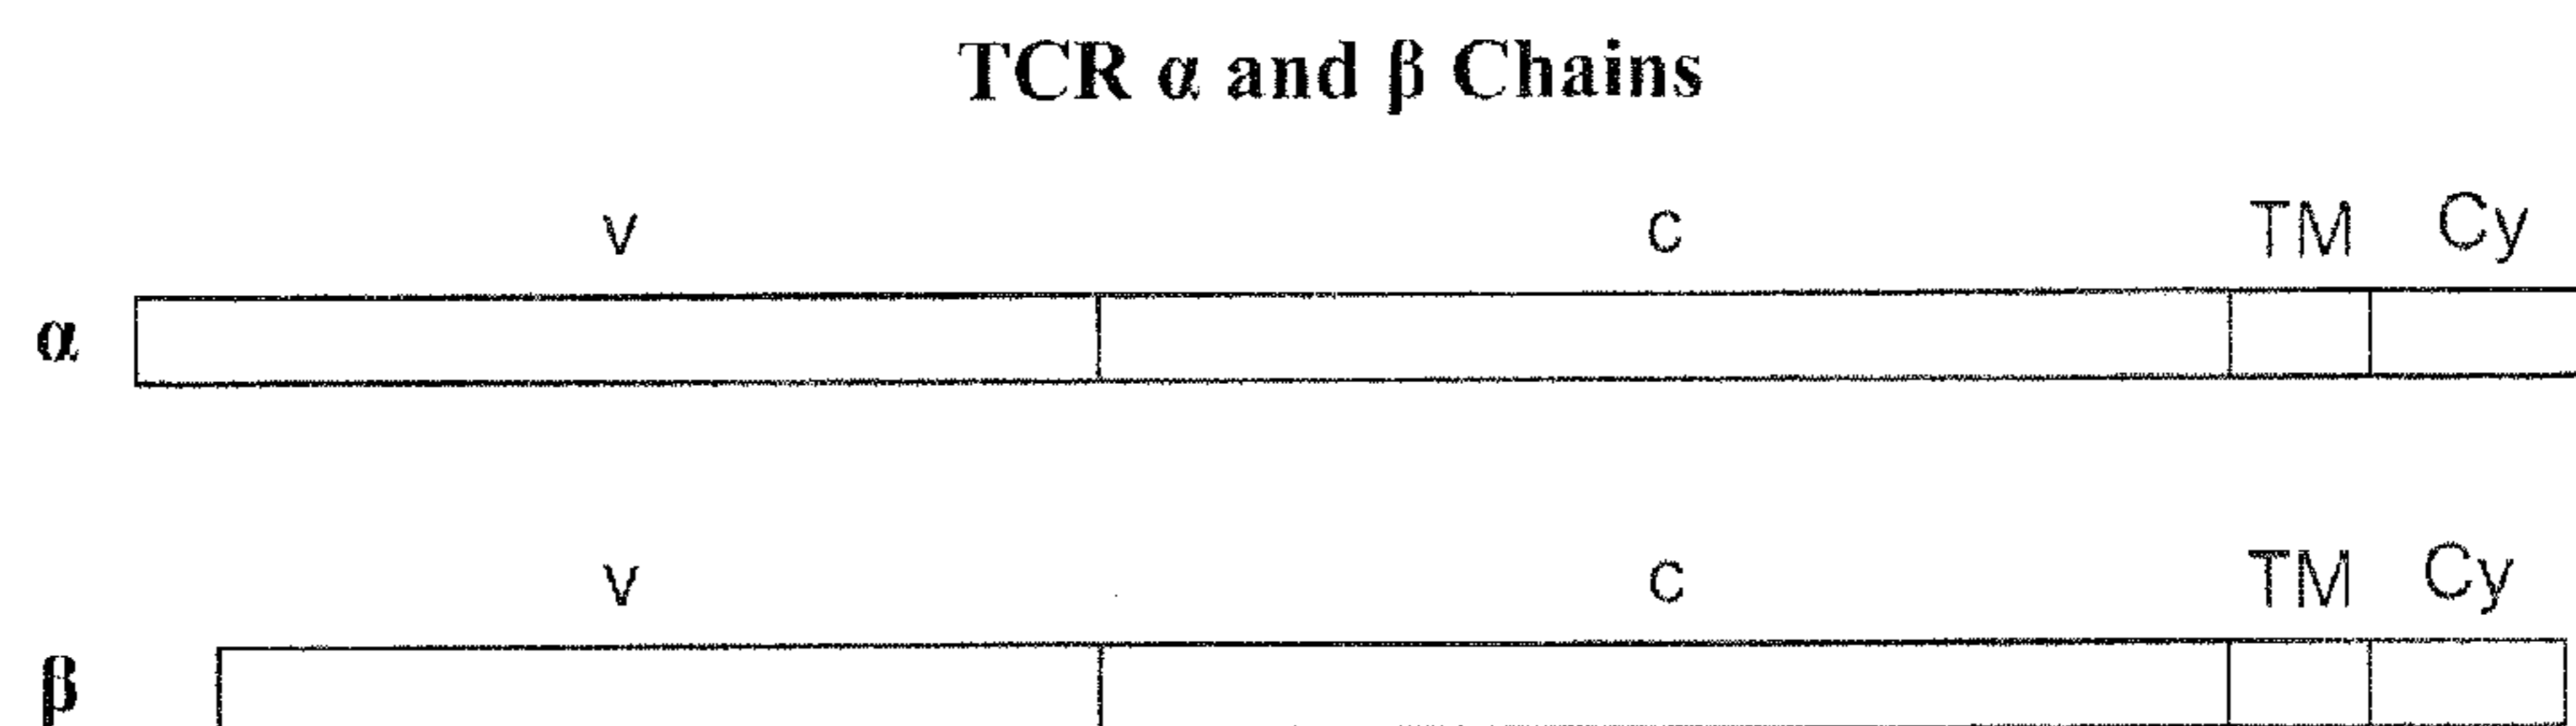 TCR α and β Chains
v c TM Cy
α
v c TM Cy
β